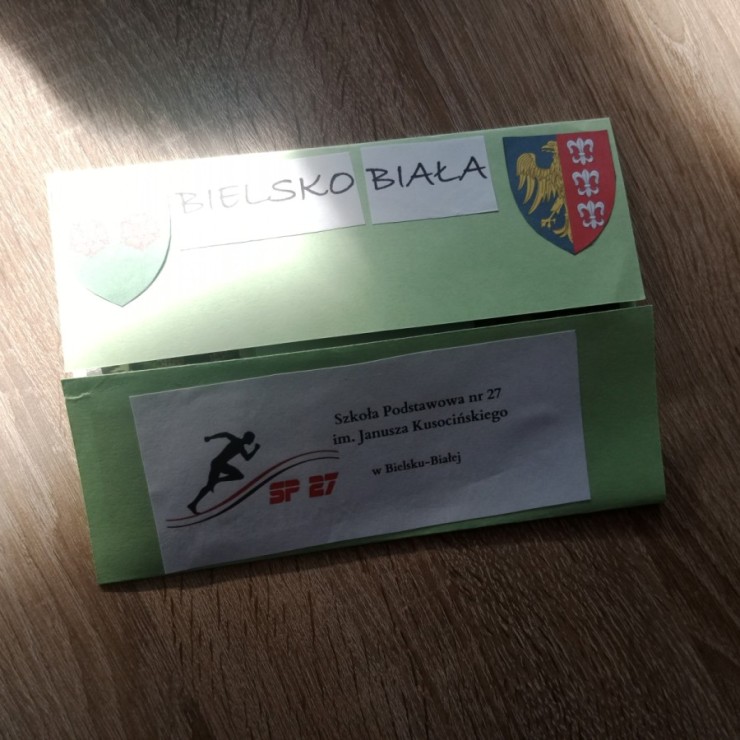 BIELSKO BIAŁA
Szkoła Podstawowa nr 27
im. Janusza Kusocińskiego
w Bielsku-Białej
SP 27